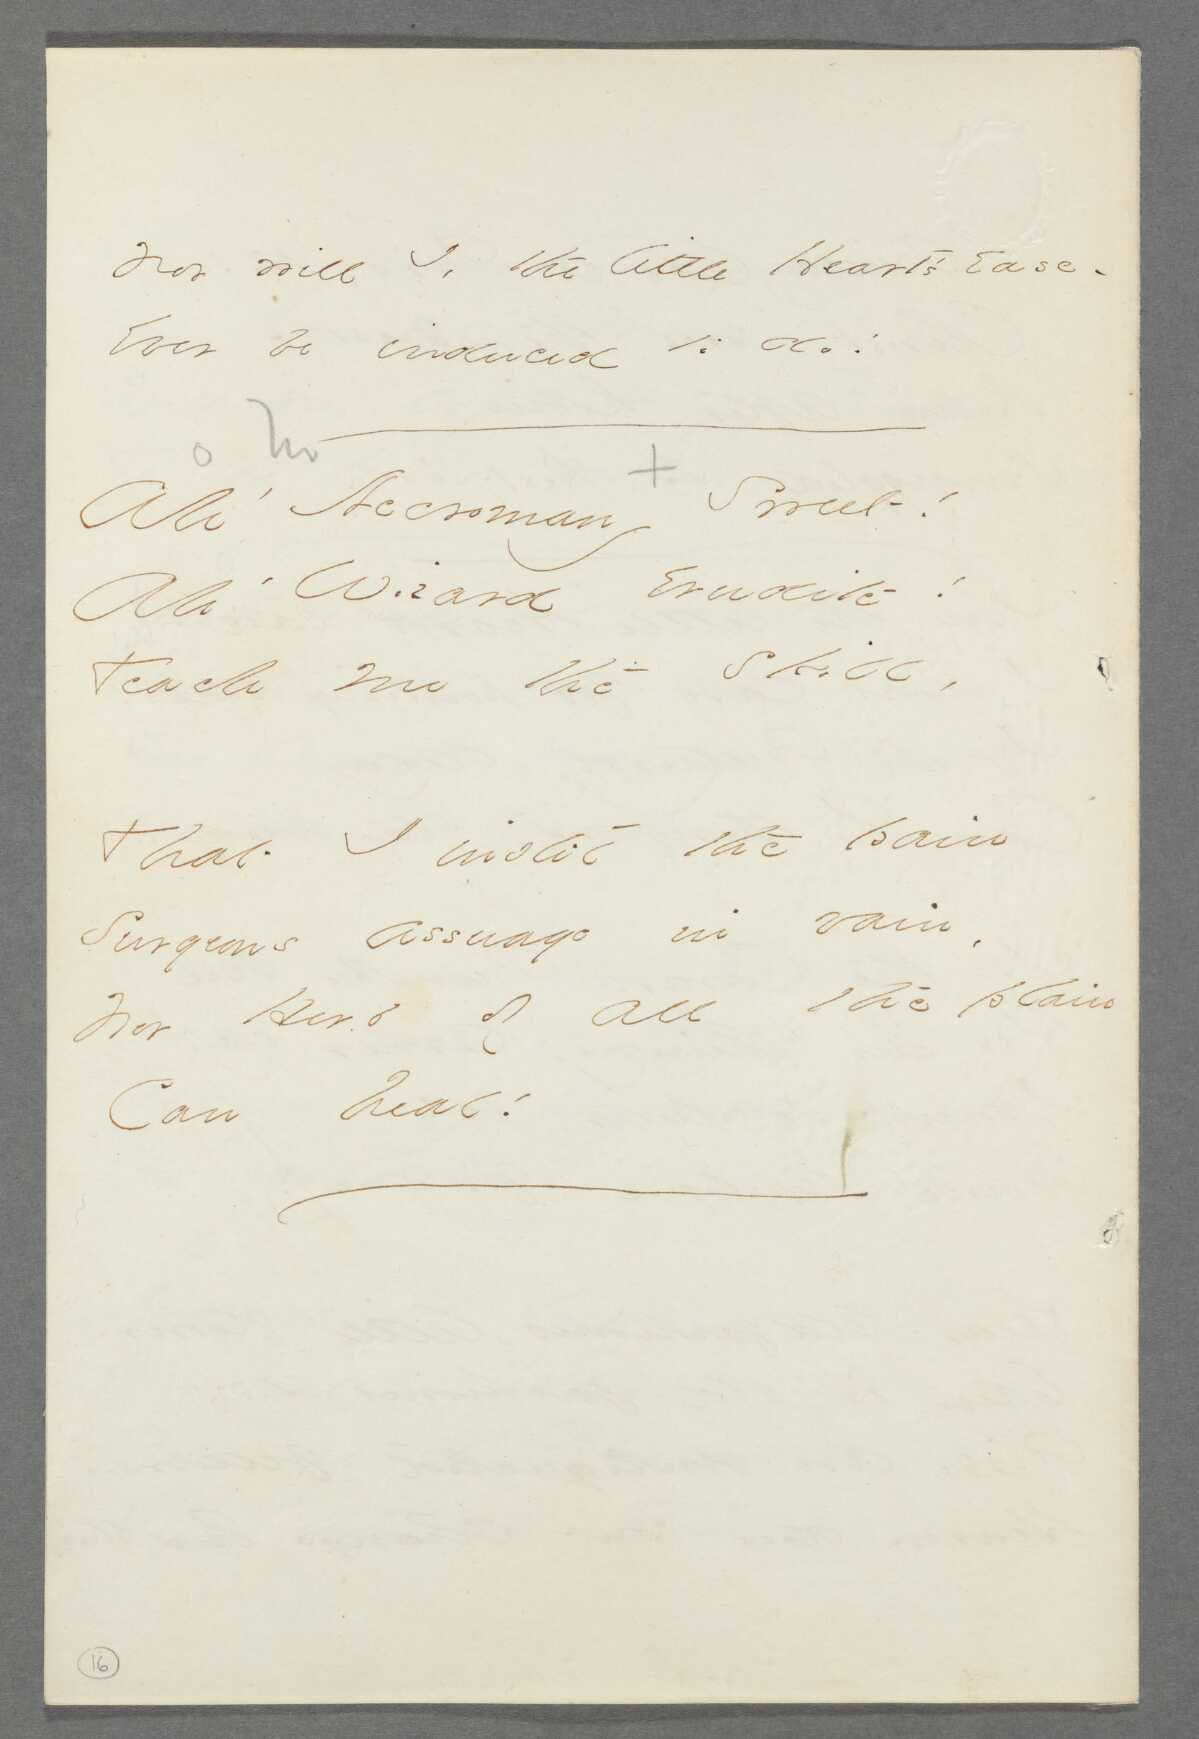 Nor will I, the little Heart's Ease -
Ever be induced to do!
o No
+
Ah' Necromancy Sweet!
Ah' Wizard Erudite!
Teach me the Skill,
That I instil the pain
Surgeons assuage in vain,
Nor Herb of all the plain
Can heal!
16